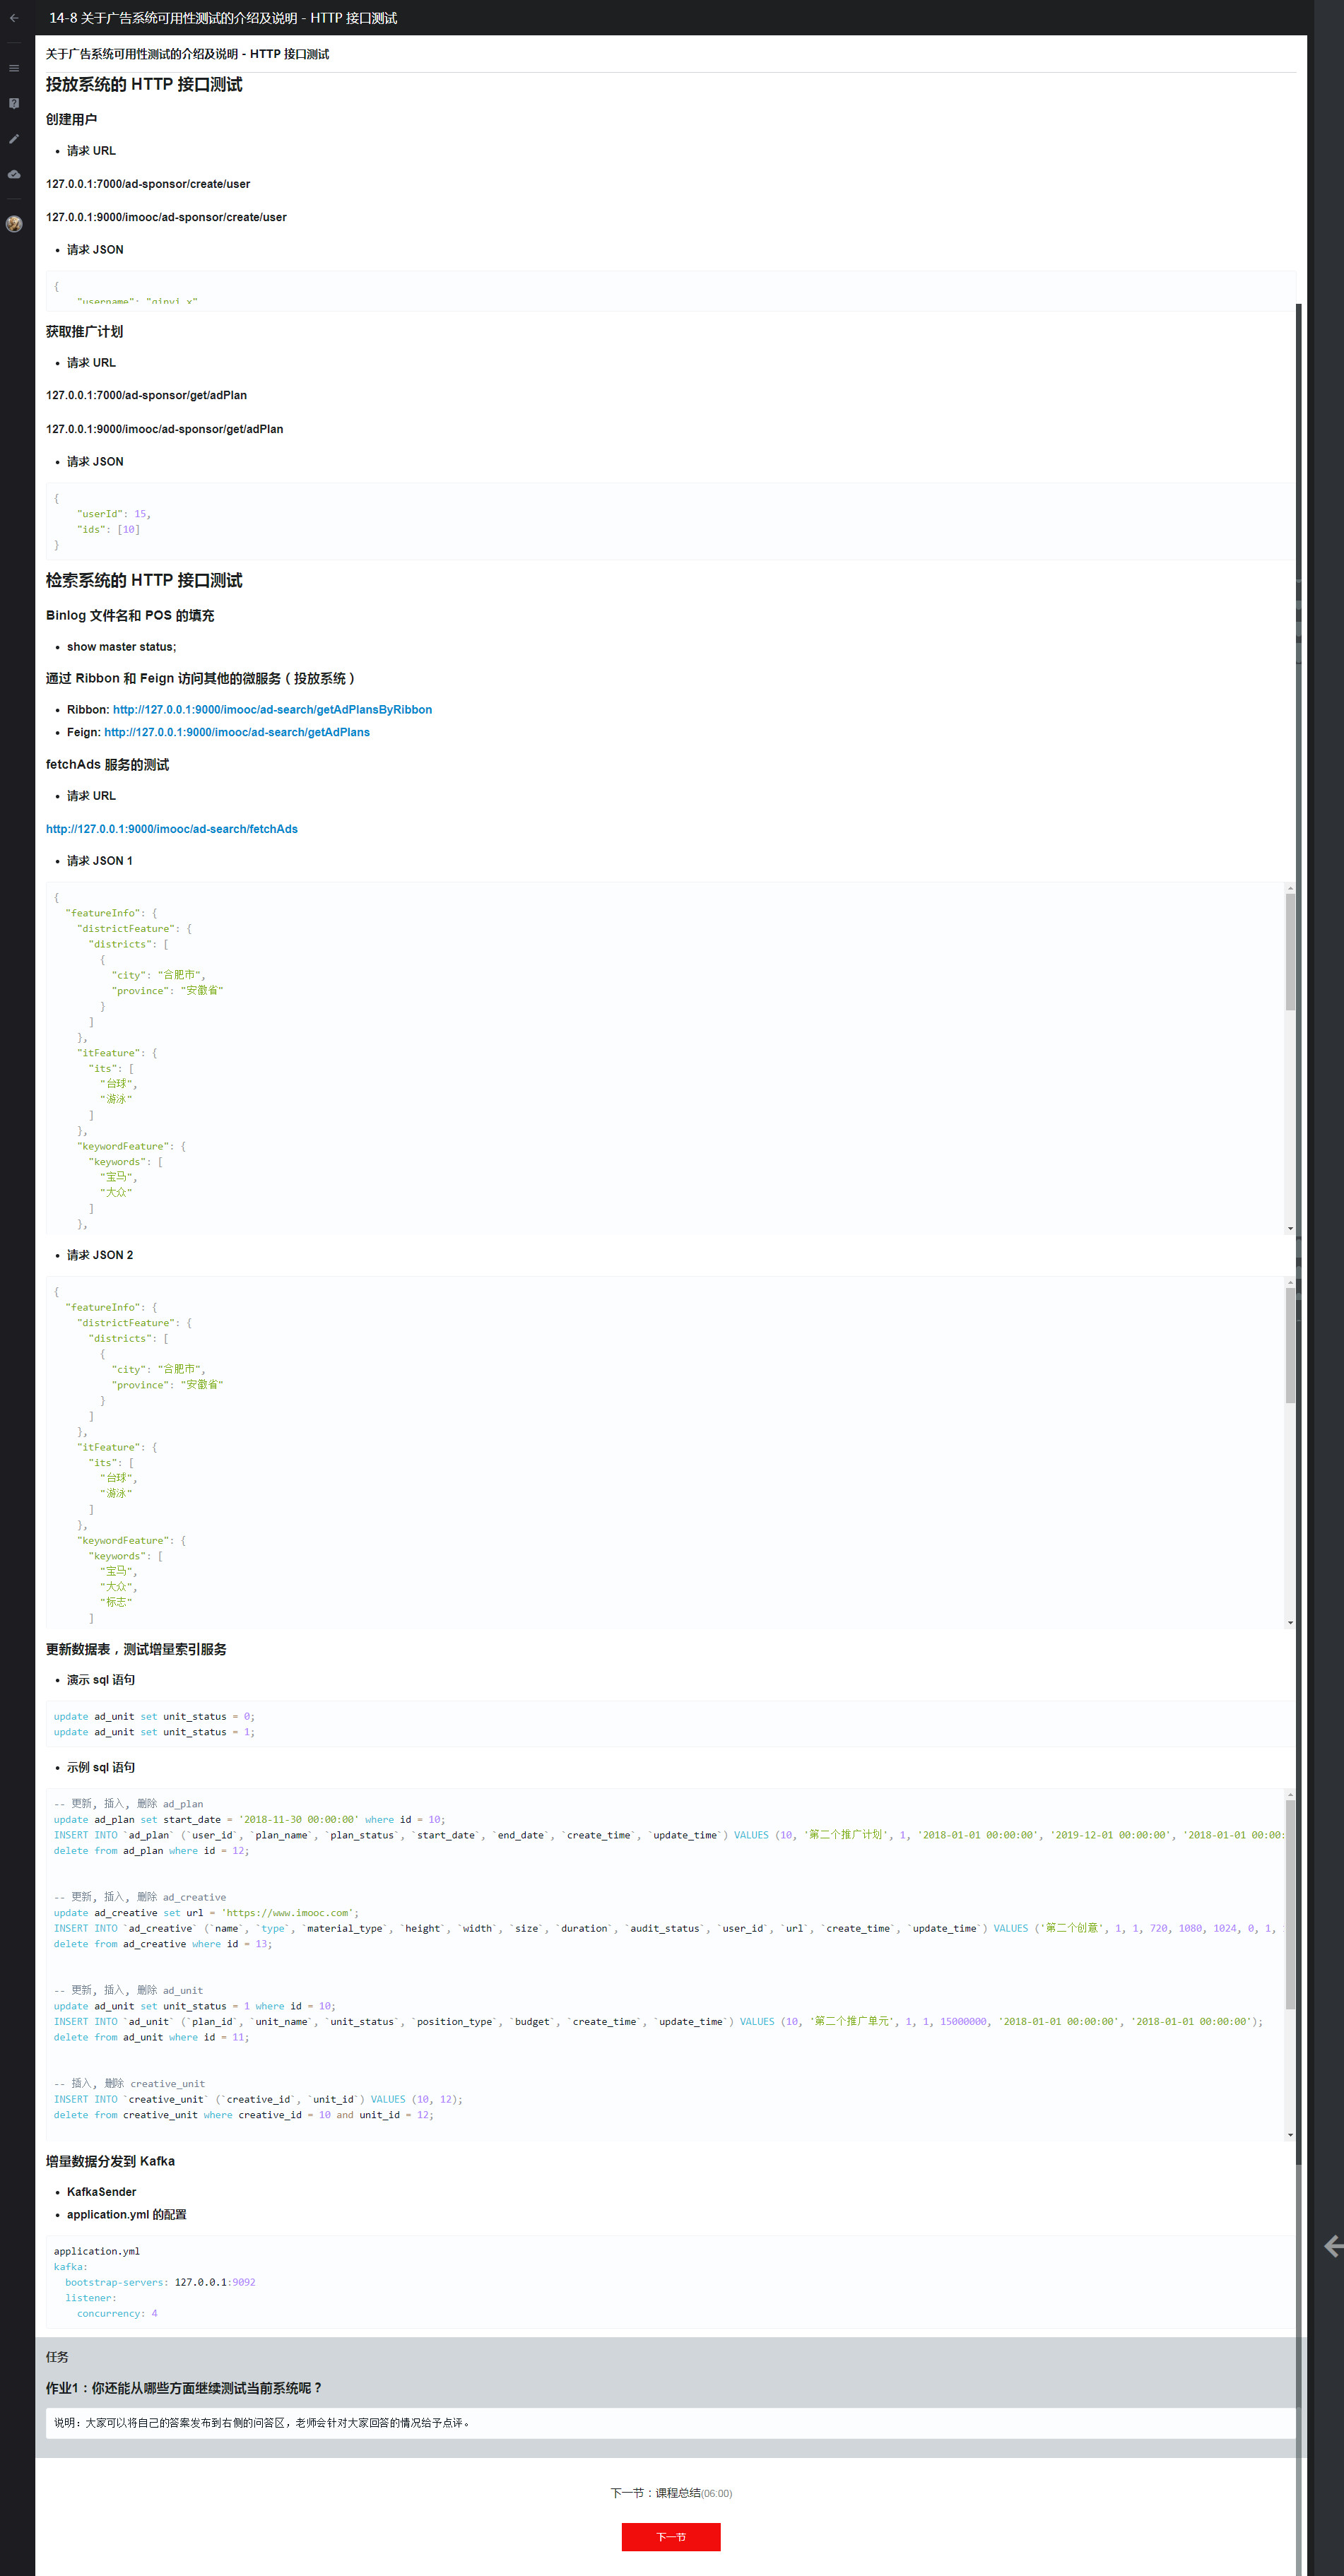 14-8 关于广告系统可用性测试的介绍及说明 - HTTP 接口测试
关于广告系统可用性测试的介绍及说明 - HTTP 接口测试
投放系统的 HTTP 接口测试
创建用户
• 请求 URL
127.0.0.1:7000/ad-sponsor/create/user
127.0.0.1:9000/imooc/ad-sponsor/create/user
• 请求 JSON
{
"username": "qinyi_x"
获取推广计划
• 请求 URL
127.0.0.1:7000/ad-sponsor/get/adPlan
127.0.0.1:9000/imooc/ad-sponsor/get/adPlan
• 请求 JSON
{
"userId": 15,
"ids": [10]
}
检索系统的 HTTP 接口测试
Binlog 文件名和 POS 的填充
• show master status;
通过 Ribbon 和 Feign 访问其他的微服务（投放系统）
• Ribbon: http://127.0.0.1:9000/imooc/ad-search/getAdPlansByRibbon
• Feign: http://127.0.0.1:9000/imooc/ad-search/getAdPlans
fetchAds 服务的测试
• 请求 URL
http://127.0.0.1:9000/imooc/ad-search/fetchAds
• 请求 JSON 1
{
"featureInfo": {
"districtFeature": {
"districts": [
{
"city": "合肥市",
"province": "安徽省"
}
]
},
"itFeature": {
"its": [
"台球",
"游泳"
]
},
"keywordFeature": {
"keywords": [
"宝马",
"大众"
]
},
• 请求 JSON 2
{
"featureInfo": {
"districtFeature": {
"districts": [
{
"city": "合肥市",
"province": "安徽省"
}
]
},
"itFeature": {
"its": [
"台球",
"游泳"
]
},
"keywordFeature": {
"keywords": [
"宝马",
"大众",
"标志"
]
更新数据表，测试增量索引服务
• 演示 sql 语句
update ad_unit set unit_status = 0;
update ad_unit set unit_status = 1;
• 示例 sql 语句
-- 更新, 插入, 删除 ad_plan
update ad_plan set start_date = '2018-11-30 00:00:00' where id = 10;
INSERT INTO `ad_plan` (`user_id`, `plan_name`, `plan_status`, `start_date`, `end_date`, `create_time`, `update_time`) VALUES (10, '第二个推广计划', 1, '2018-01-01 00:00:00', '2019-12-01 00:00:00', '2018-01-01 00:00:
delete from ad_plan where id = 12;
-- 更新, 插入, 删除 ad_creative
update ad_creative set url = 'https://www.imooc.com';
INSERT INTO `ad_creative` (`name`, `type`, `material_type`, `height`, `width`, `size`, `duration`, `audit_status`, `user_id`, `url`, `create_time`, `update_time`) VALUES ('第二个创意', 1, 1, 720, 1080, 1024, 0, 1,
delete from ad_creative where id = 13;
-- 更新, 插入, 删除 ad_unit
update ad_unit set unit_status = 1 where id = 10;
INSERT INTO `ad_unit` (`plan_id`, `unit_name`, `unit_status`, `position_type`, `budget`, `create_time`, `update_time`) VALUES (10, '第二个推广单元', 1, 1, 15000000, '2018-01-01 00:00:00', '2018-01-01 00:00:00');
delete from ad_unit where id = 11;
-- 插入, 删除 creative_unit
INSERT INTO `creative_unit` (`creative_id`, `unit_id`) VALUES (10, 12);
delete from creative_unit where creative_id = 10 and unit_id = 12;
增量数据分发到 Kafka
• KafkaSender
• application.yml 的配置
application.yml
kafka:
bootstrap-servers: 127.0.0.1:9092
listener:
concurrency: 4
任务
作业1：你还能从哪些方面继续测试当前系统呢？
说明：大家可以将自己的答案发布到右侧的问答区，老师会针对大家回答的情况给予点评。
下一节：课程总结(06:00)
下一节